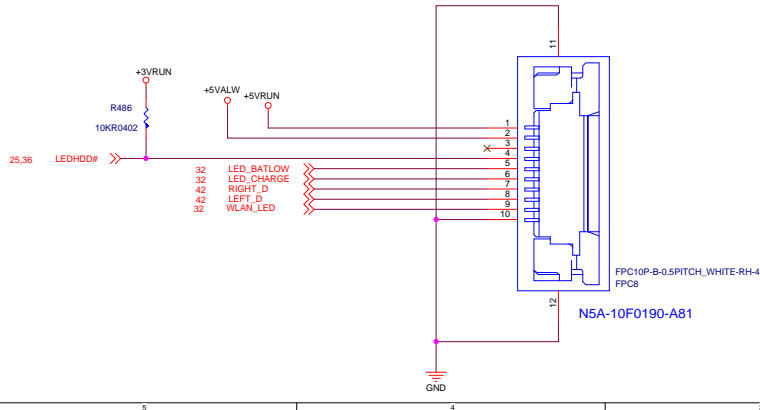 11
+3VRUN
+5VALW
+5VRUN
R486
10KR0402
1
2
3
4
5
6
7
8
9
10
25,36 LEDHDD#
32 LED_BATLOW
32 LED_CHARGE
42 RIGHT_D
42 LEFT_D
32 WLAN_LED
FPC10P-B-0.5PITCH_WHITE-RH-4
FPC8
12
N5A-10F0190-A81
GND
5
4